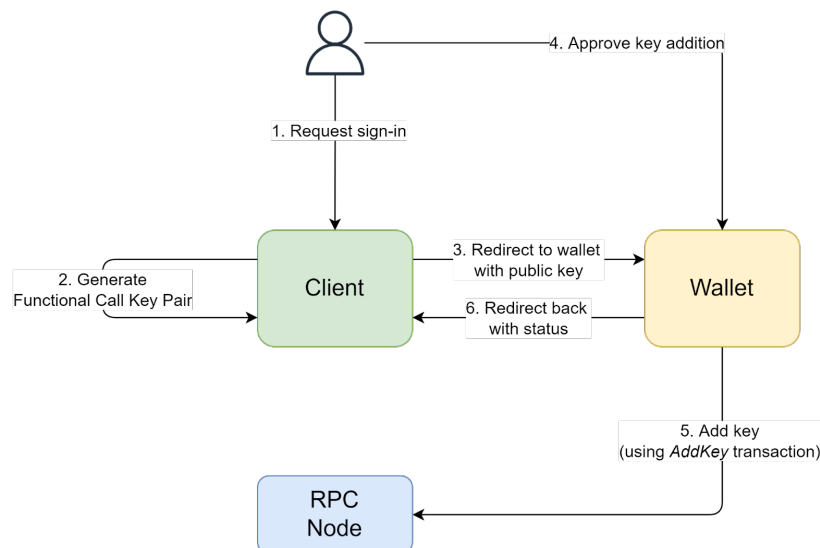 4. Approve key addition
1. Request sign-in
2. Generate
Functional Call Key Pair
Client
3. Redirect to wallet
with public key
6. Redirect back
with status
Wallet
5. Add key
(using AddKey transaction)
RPC
Node